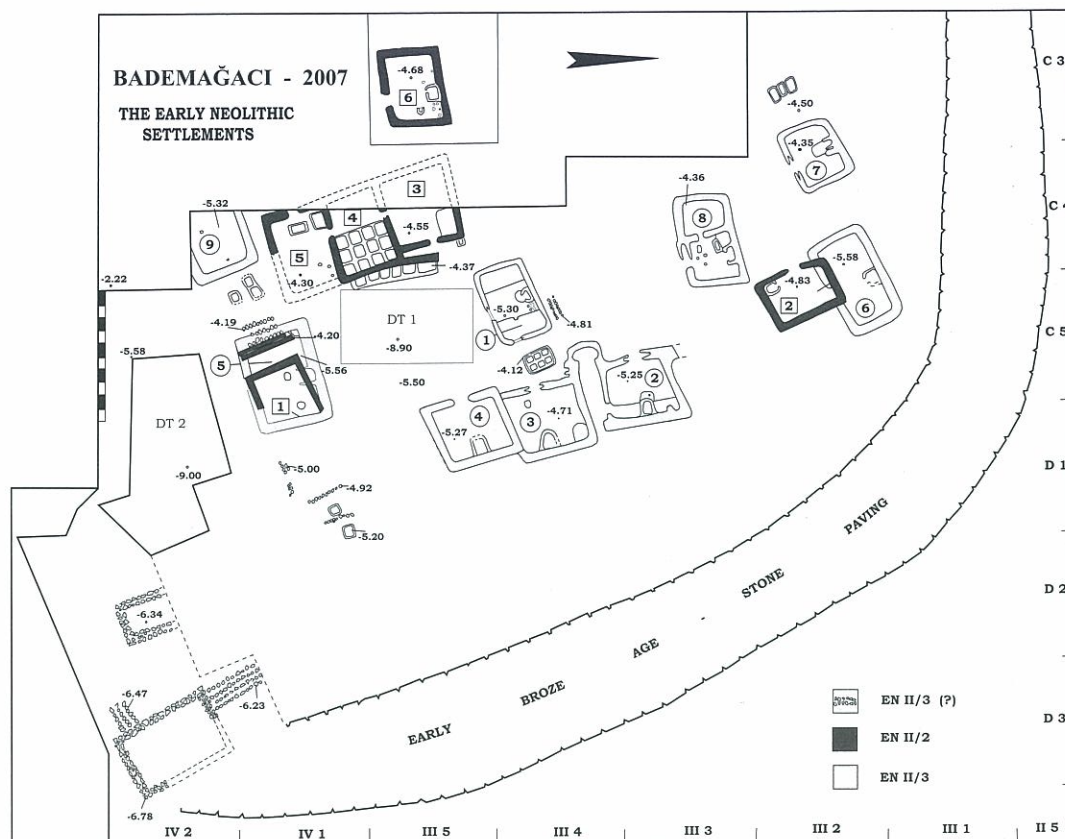 BADEMAĞACI - 2007
THE EARLY NEOLITHIC
SETTLEMENTS
-4.68
6
C 3
-4.50
-4.35
7
3
-4.36
-5.32
9
4
-4.55
8
C 4
5
-4.30
-4.37
-5.58
-4.83
2
6
-2.22
-5.30
-4.81
DT 1
-8.90
1
C 5
-4.19
-4.20
-5.58
5
-5.56
-4.12
-5.50
-5.25
2
1
4
-5.27
3
-4.71
DT 2
-9.00
-5.00
-4.92
-5.20
D 1
D 2
D 3
-6.34
-6.47
-6.23
-6.78
EARLY BROZE AGE - STONE PAVING
EN II/3 (?)
EN II/2
EN II/3
IV 2
IV 1
III 5
III 4
III 3
III 2
III 1
II 5